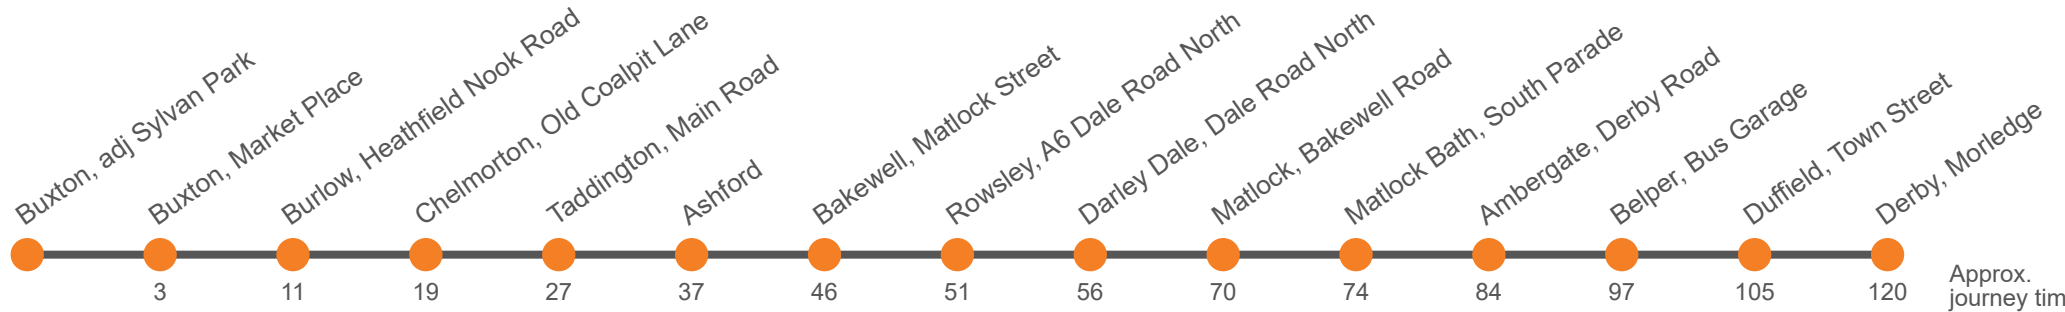 Buxton, adj Sylvan Park
Buxton, Market Place
Burlow, Heathfield Nook Road
Chelmorton, Old Coalpit Lane
Taddington, Main Road
Ashford
Bakewell, Matlock Street
Rowsley, A6 Dale Road North
Darley Dale, Dale Road North
Matlock, Bakewell Road
Matlock Bath, South Parade
Ambergate, Derby Road
Belper, Bus Garage
Duffield, Town Street
Derby, Morledge
3
11
19
27
37
46
51
56
70
74
84
97
105
120
Approx.
journey tim